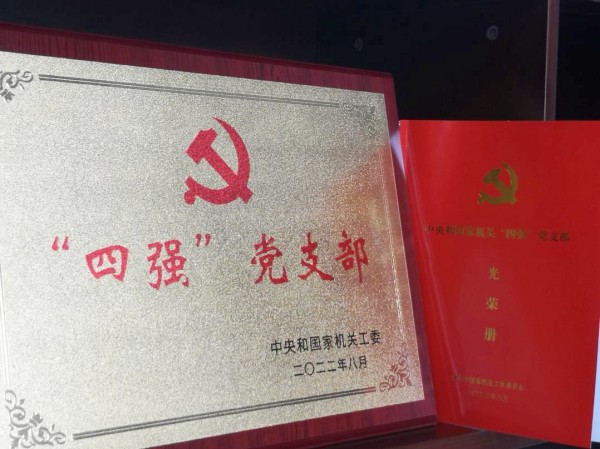 “四强”党支部
中央和国家机关工委
二〇二二年八月
中央和国家机关“四强”党支部
光
荣
册